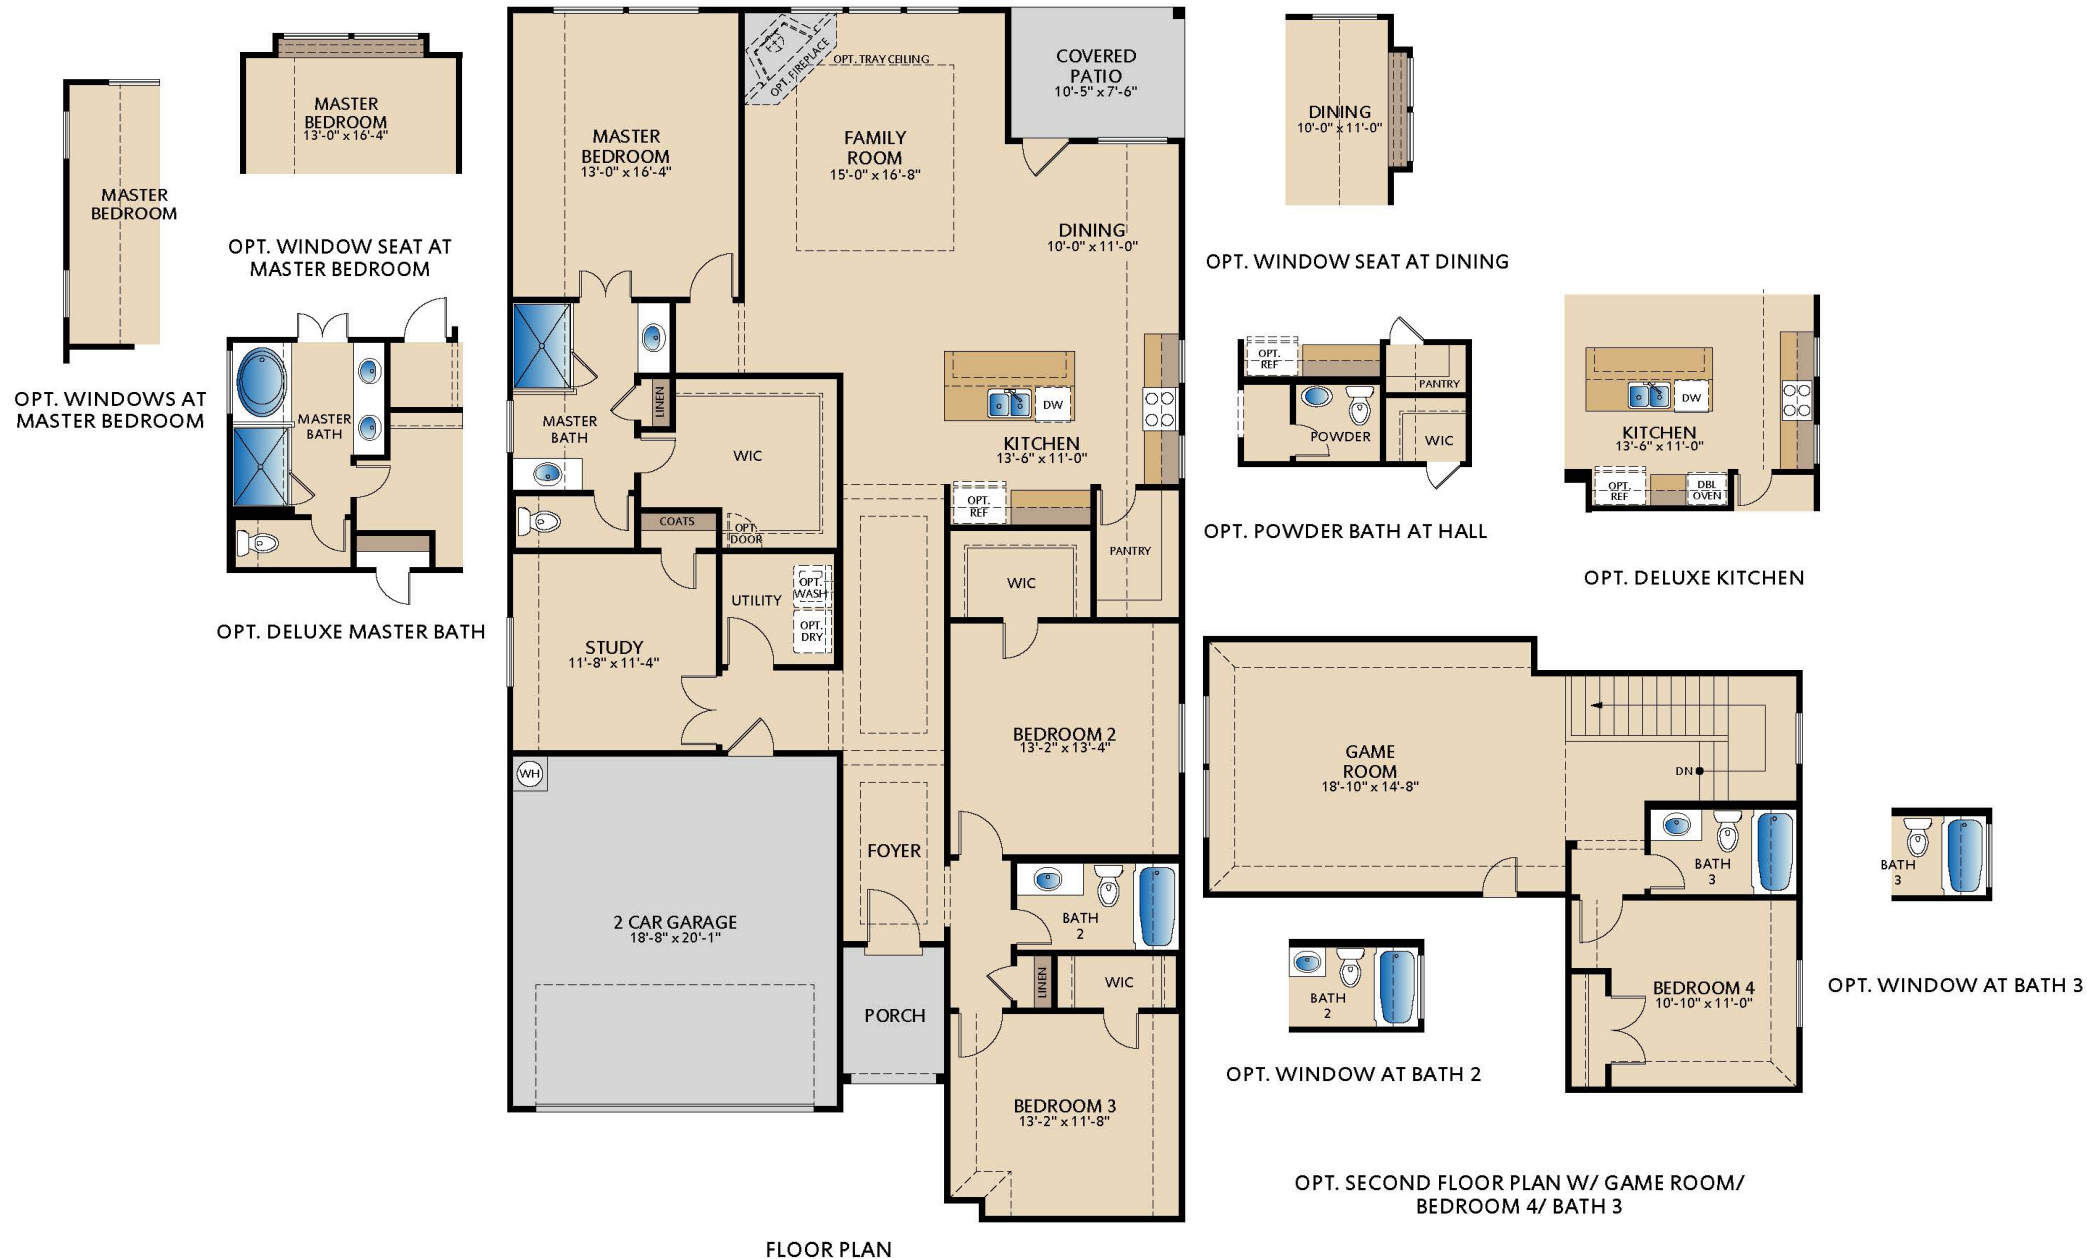 MASTER
BEDROOM
13'-0" x 16'-4"
OPT. WINDOW SEAT AT
MASTER BEDROOM
MASTER
BEDROOM
OPT. WINDOWS AT
MASTER BEDROOM
MASTER
BATH
OPT. DELUXE MASTER BATH
MASTER
BEDROOM
13'-0" x 16'-4"
OPT. FIREPLACE
OPT. TRAY CEILING
FAMILY
ROOM
15'-0" x 16'-8"
COVERED
PATIO
10'-5" x 7'-6"
DINING
10'-0" x 11'-0"
DW
KITCHEN
13'-6" x 11'-0"
OPT.
REF
PANTRY
LINEN
MASTER
BATH
WIC
COATS
OPT.
DOOR
WIC
UTILITY
OPT.
WASH
OPT.
DRY
STUDY
11'-8" x 11'-4"
BEDROOM 2
13'-2" x 13'-4"
WH
FOYER
2 CAR GARAGE
18'-8" x 20'-1"
BATH
2
LINEN
WIC
PORCH
BEDROOM 3
13'-2" x 11'-8"
FLOOR PLAN
DINING
10'-0" x 11'-0"
OPT. WINDOW SEAT AT DINING
OPT.
REF
PANTRY
POWDER
WIC
OPT. POWDER BATH AT HALL
DW
KITCHEN
13'-6" x 11'-0"
OPT.
REF
DBL
OVEN
OPT. DELUXE KITCHEN
GAME
ROOM
18'-10" x 14'-8"
DN
BATH
3
BEDROOM 4
10'-10" x 11'-0"
BATH
3
OPT. WINDOW AT BATH 3
BATH
2
OPT. WINDOW AT BATH 2
OPT. SECOND FLOOR PLAN W/ GAME ROOM/
BEDROOM 4/ BATH 3